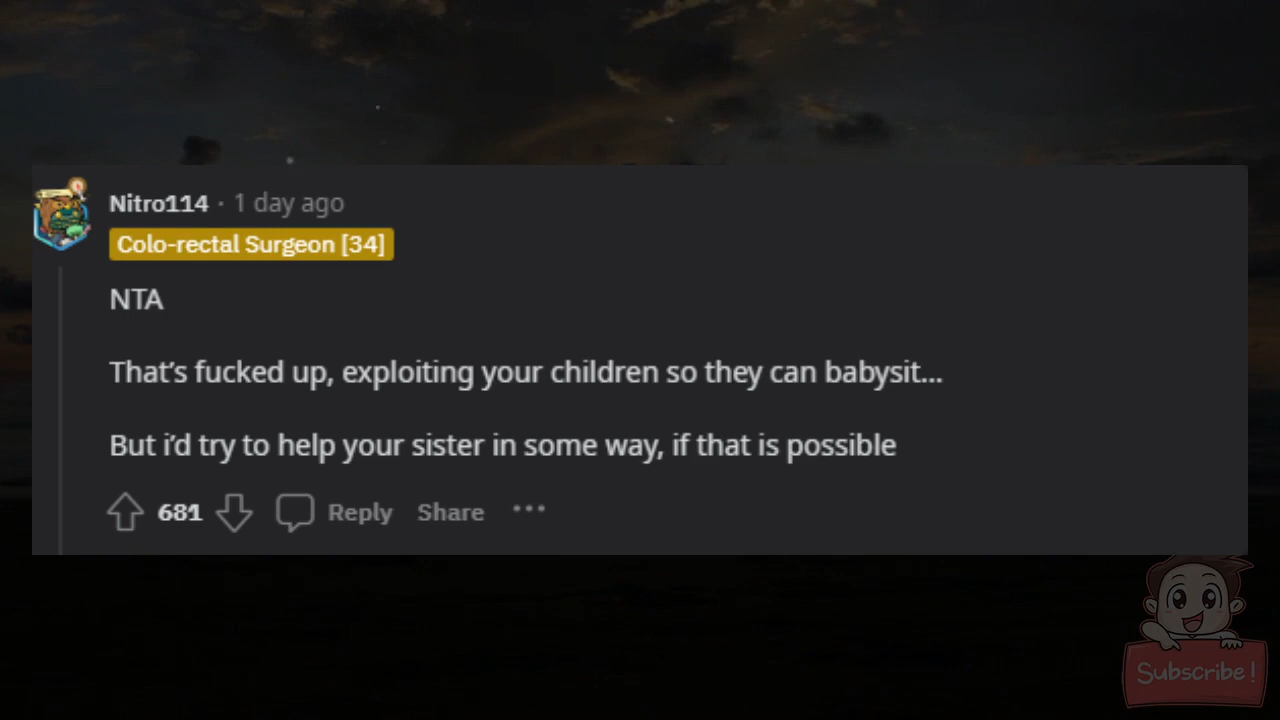 Nitro114 · 1 day ago
Colo-rectal Surgeon [34]
NTA
That's fucked up, exploiting your children so they can babysit...
But i'd try to help your sister in some way, if that is possible
681 Reply Share ···
Subscribe!